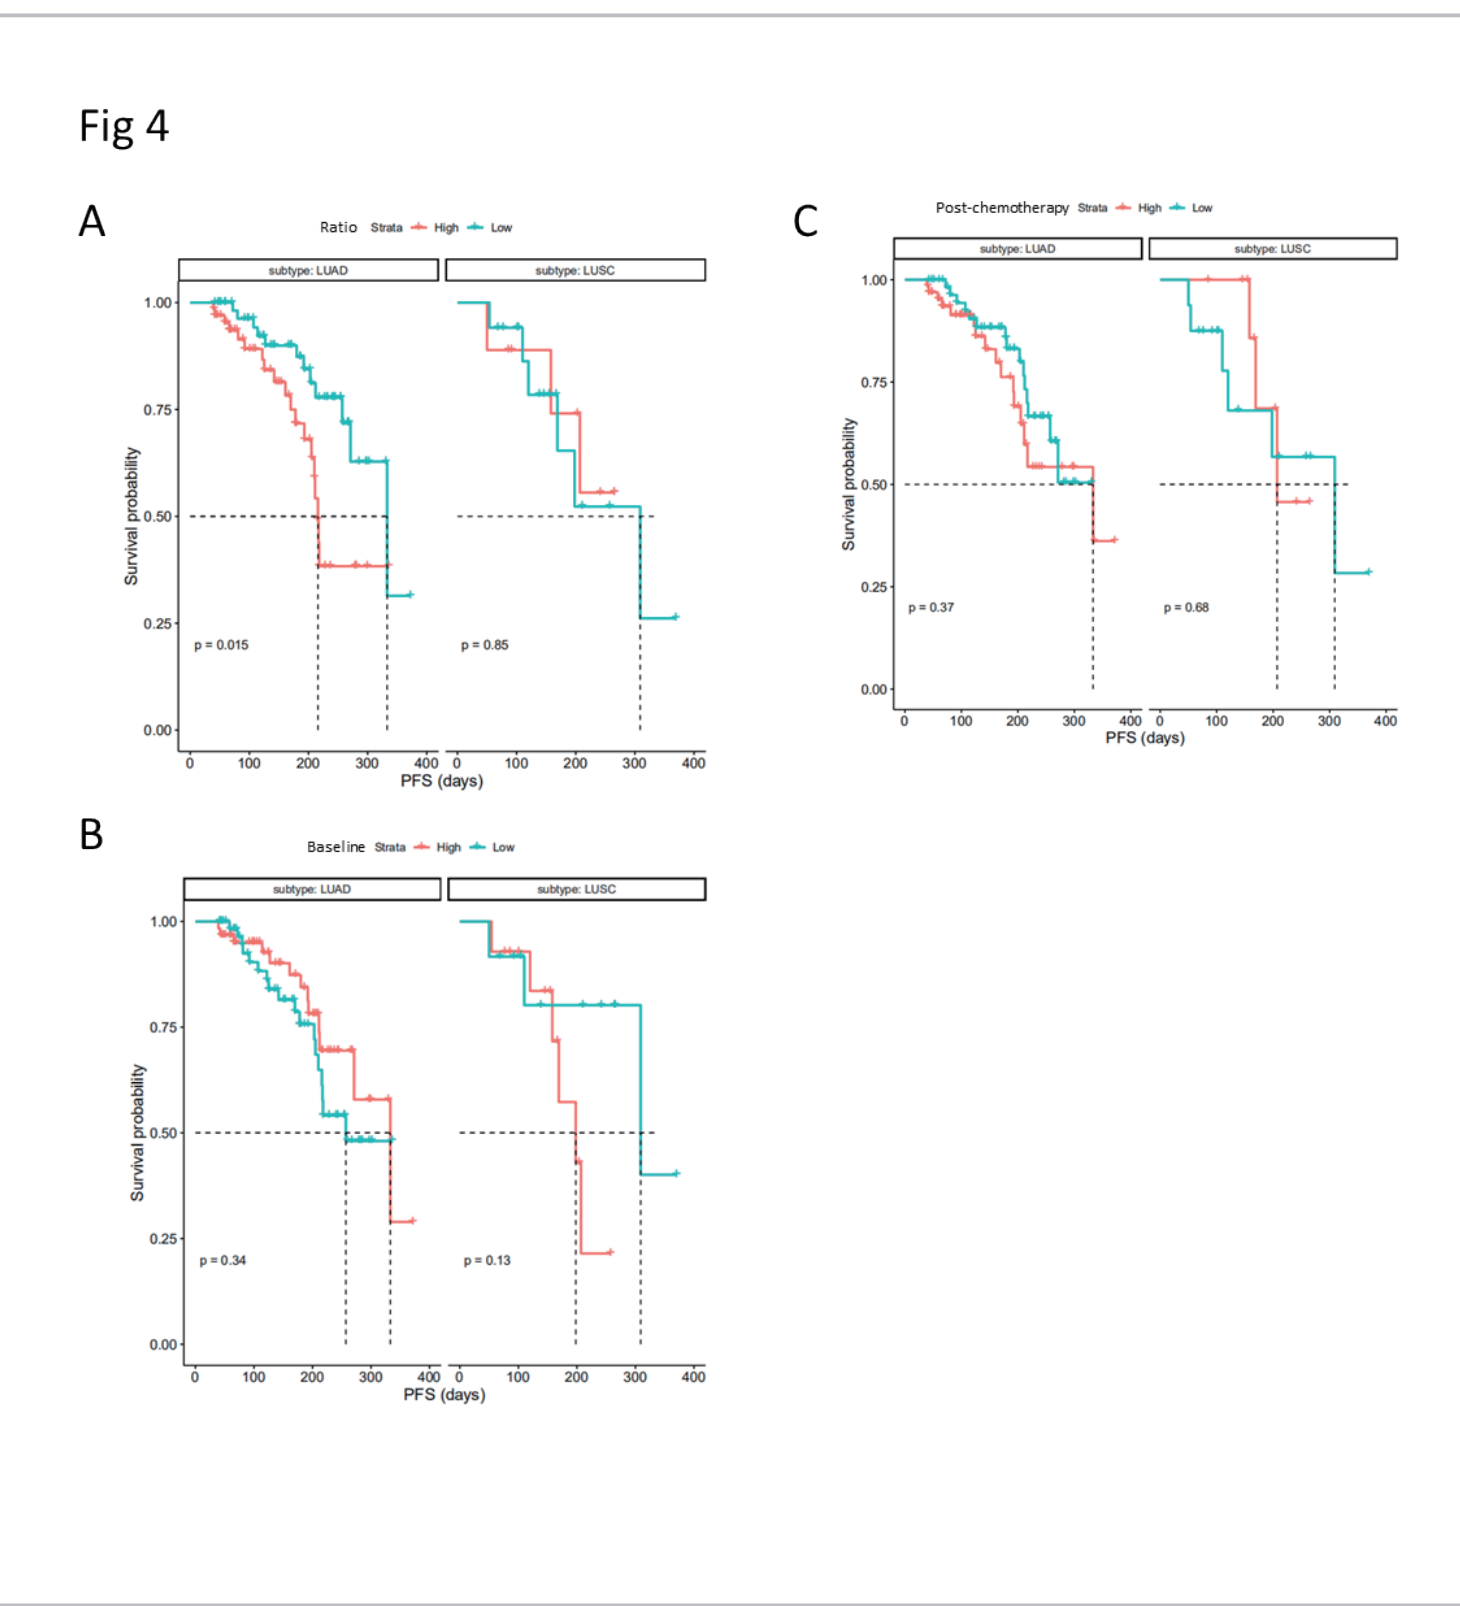 Fig 4
A
Ratio Strata High Low
subtype: LUAD subtype: LUSC
1.00
0.75
0.50
0.25
0.00
Survival probability
p = 0.015 p = 0.85
0 100 200 300 400 0 100 200 300 400
PFS (days)
B
Baseline Strata High Low
subtype: LUAD subtype: LUSC
1.00
0.75
0.50
0.25
0.00
Survival probability
p = 0.34 p = 0.13
0 100 200 300 400 0 100 200 300 400
PFS (days)
C
Post-chemotherapy Strata High Low
subtype: LUAD subtype: LUSC
1.00
0.75
0.50
0.25
0.00
Survival probability
p = 0.37 p = 0.68
0 100 200 300 400 0 100 200 300 400
PFS (days)